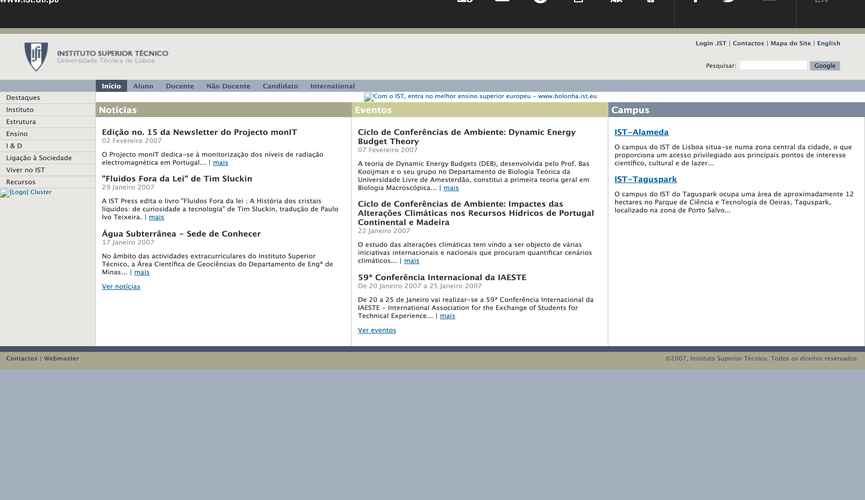 www.ist.utl.pt
EN
INSTITUTO SUPERIOR TÉCNICO
Universidade Técnica de Lisboa
Login .IST | Contactos | Mapa do Site | English
Pesquisar: Google
Início Aluno Docente Não Docente Candidato International
Destaques
Instituto
Estrutura
Ensino
I & D
Ligação à Sociedade
Viver no IST
Recursos
[Logo] Cluster
Com o IST, entra no melhor ensino superior europeu - www.bolonha.ist.eu
Notícias
Edição no. 15 da Newsletter do Projecto monIT
02 Fevereiro 2007
O Projecto monIT dedica-se à monitorização dos níveis de radiação
electromagnética em Portugal... | mais
"Fluidos Fora da Lei" de Tim Sluckin
29 Janeiro 2007
A IST Press edita o livro "Fluidos Fora da lei : A História dos cristais
líquidos: de curiosidade a tecnologia" de Tim Sluckin, tradução de Paulo
Ivo Teixeira. | mais
Água Subterrânea - Sede de Conhecer
17 Janeiro 2007
No âmbito das actividades extracurriculares do Instituto Superior
Técnico, a Área Científica de Geociências do Departamento de Engª de
Minas... | mais
Ver notícias
Eventos
Ciclo de Conferências de Ambiente: Dynamic Energy
Budget Theory
07 Fevereiro 2007
A teoria de Dynamic Energy Budgets (DEB), desenvolvida pelo Prof. Bas
Kooijman e o seu grupo no Departamento de Biologia Teórica da
Universidade Livre de Amesterdão, constitui a primeira teoria geral em
Biologia Macroscópica... | mais
Ciclo de Conferências de Ambiente: Impactes das
Alterações Climáticas nos Recursos Hídricos de Portugal
Continental e Madeira
22 Janeiro 2007
O estudo das alterações climáticas tem vindo a ser objecto de várias
iniciativas internacionais e nacionais que procuram quantificar cenários
climáticos... | mais
59ª Conferência Internacional da IAESTE
De 20 Janeiro 2007 a 25 Janeiro 2007
De 20 a 25 de Janeiro vai realizar-se a 59ª Conferência Internacional da
IAESTE - International Association for the Exchange of Students for
Technical Experience... | mais
Ver eventos
Campus
IST-Alameda
O campus do IST de Lisboa situa-se numa zona central da cidade, o que
proporciona um acesso privilegiado aos principais pontos de interesse
científico, cultural e de lazer...
IST-Taguspark
O campus do IST do Taguspark ocupa uma área de aproximadamente 12
hectares no Parque de Ciência e Tecnologia de Oeiras, Taguspark,
localizado na zona de Porto Salvo...
Contactos | Webmaster
©2007, Instituto Superior Técnico. Todos os direitos reservados.